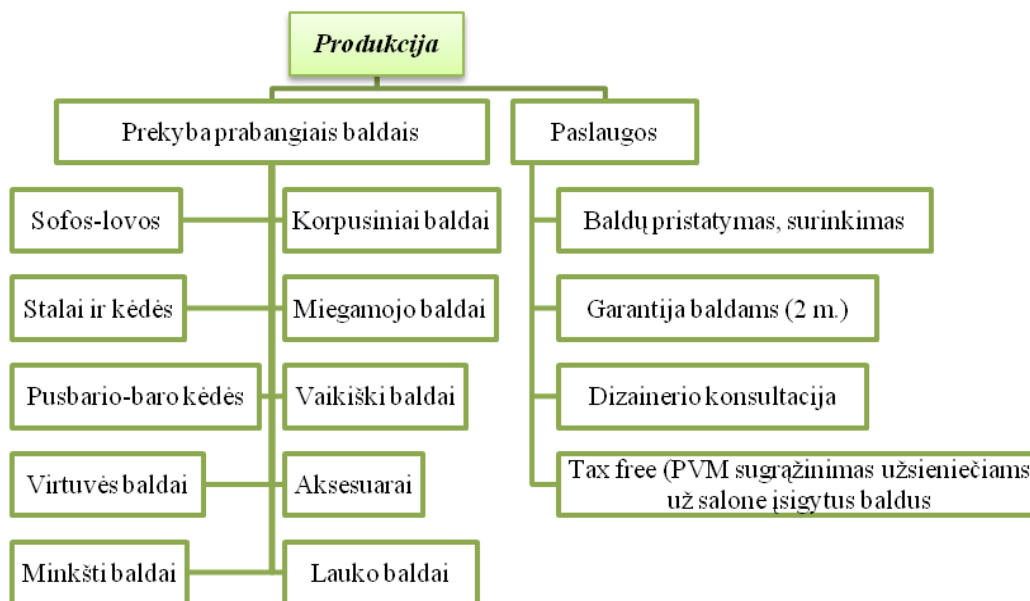 Produkcija
Prekyba prabangiais baldais
Paslaugos
Sofos-lovos
Korpusiniai baldai
Baldų pristatymas, surinkimas
Stalai ir kėdės
Miegamojo baldai
Garantija baldams (2 m.)
Pusbario-baro kėdės
Vaikiški baldai
Dizainerio konsultacija
Virtuvės baldai
Aksesuarai
Tax free (PVM sugrąžinimas užsieniečiams
už salone įsigytus baldus
Minkšti baldai
Lauko baldai